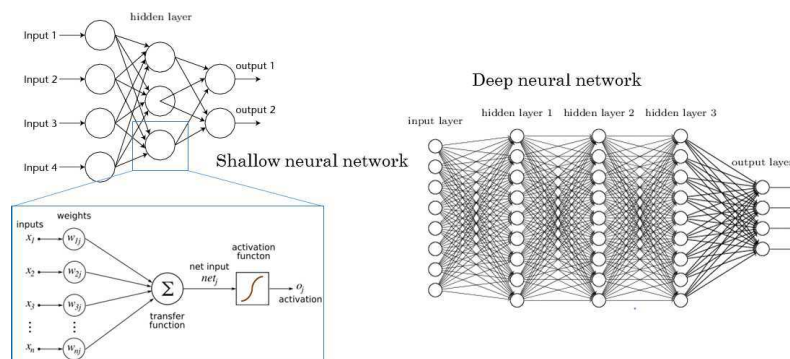 hidden layer
Input 1
Input 2
Input 3
Input 4
output 1
output 2
Shallow neural network
weights
inputs
x₁
w₁ⱼ
x₂
w₂ⱼ
x₃
w₃ⱼ
xₙ
wₙⱼ
Σ
transfer
function
net input
netⱼ
activation
functon
oⱼ
activation
Deep neural network
input layer
hidden layer 1
hidden layer 2
hidden layer 3
output layer